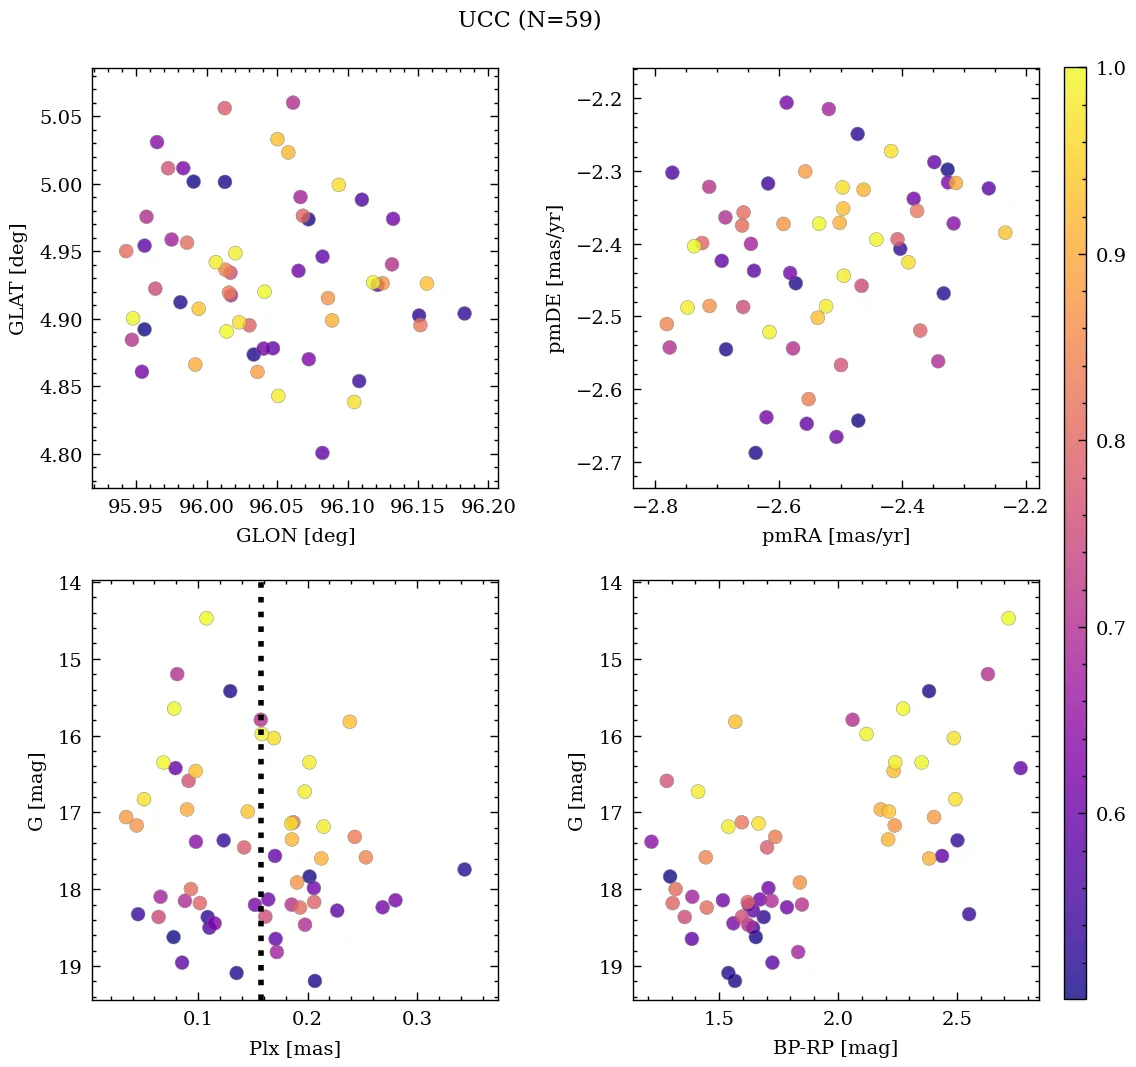 UCC (N=59)
5.05
5.00
4.95
4.90
4.85
4.80
GLAT [deg]
95.95 96.00 96.05 96.10 96.15 96.20
GLON [deg]
−2.2
−2.3
−2.4
−2.5
−2.6
−2.7
pmDE [mas/yr]
−2.8 −2.6 −2.4 −2.2
pmRA [mas/yr]
1.0
0.9
0.8
0.7
0.6
14
15
16
17
18
19
G [mag]
0.1 0.2 0.3
Plx [mas]
14
15
16
17
18
19
G [mag]
1.5 2.0 2.5
BP-RP [mag]